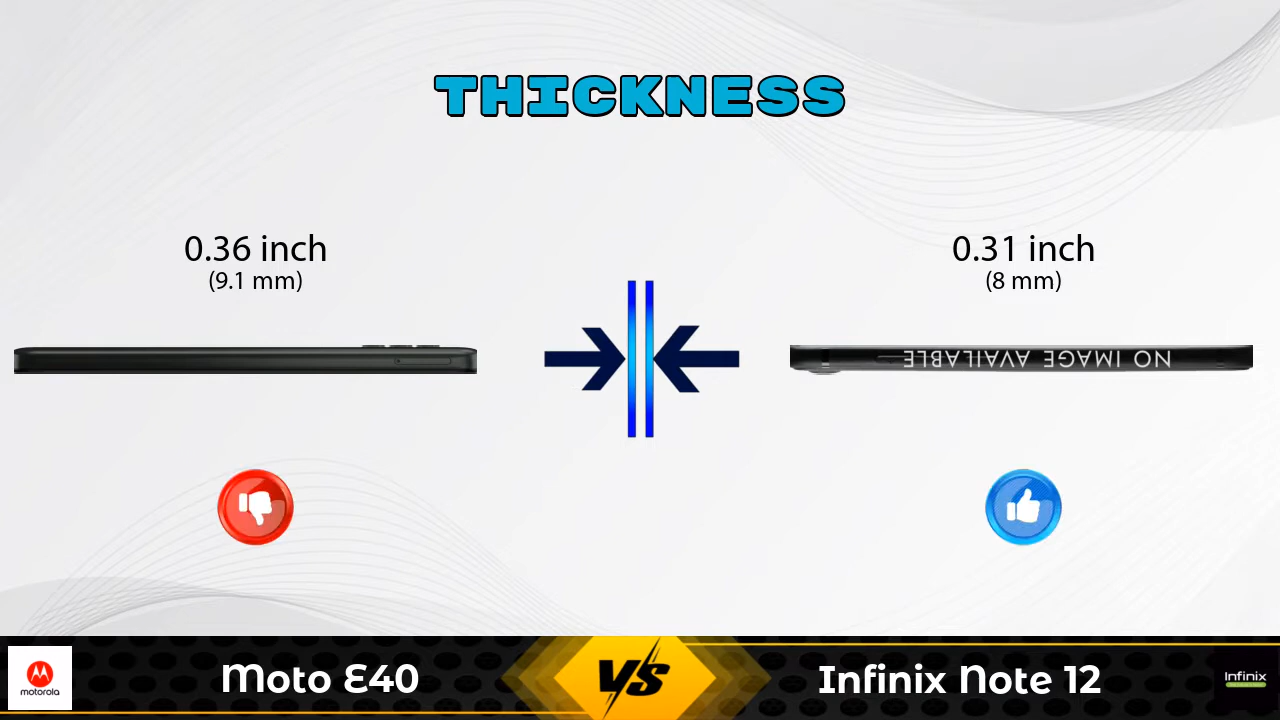 THICKNESS
0.36 inch
(9.1 mm)
0.31 inch
(8 mm)
NO IMAGE AVAILABLE
motorola
Moto E40
VS
Infinix Note 12
Infinix